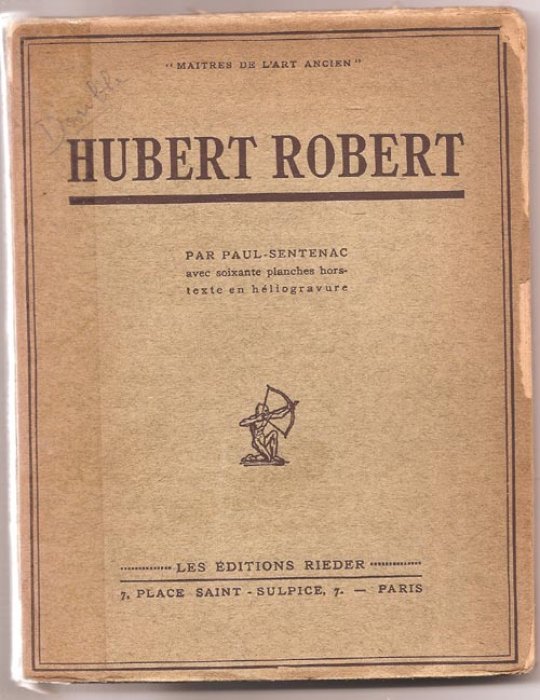 "MAITRES DE L'ART ANCIEN"
Double
HUBERT ROBERT
PAR PAUL-SENTENAC
avec soixante planches hors-
texte en héliogravure
LES ÉDITIONS RIEDER
7, PLACE SAINT-SULPICE, 7. — PARIS